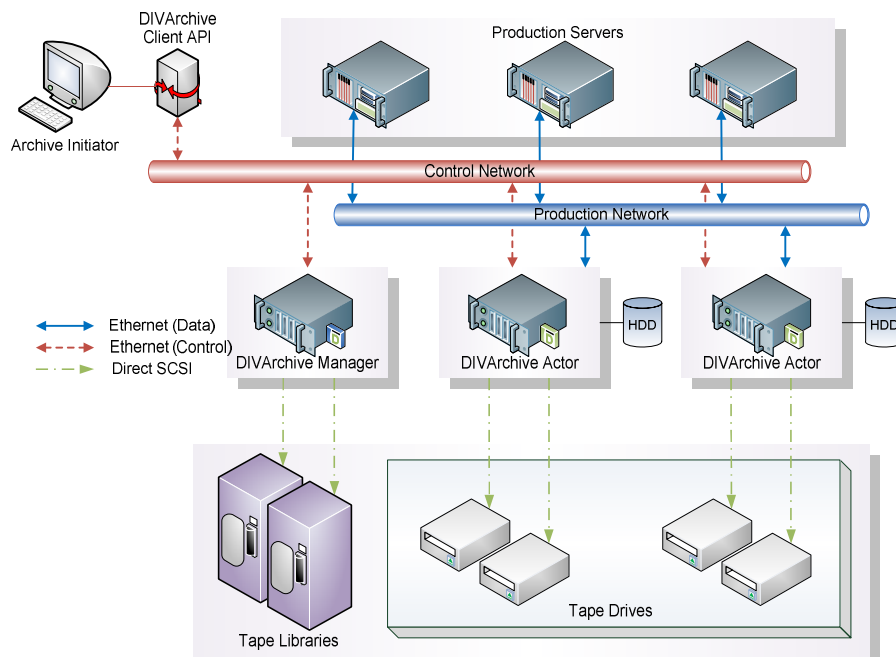 DIVArchive
Client API
Production Servers
Archive Initiator
Control Network
Production Network
HDD
HDD
Ethernet (Data)
Ethernet (Control)
Direct SCSI
D
D
D
DIVArchive Manager
DIVArchive Actor
DIVArchive Actor
Tape Drives
Tape Libraries